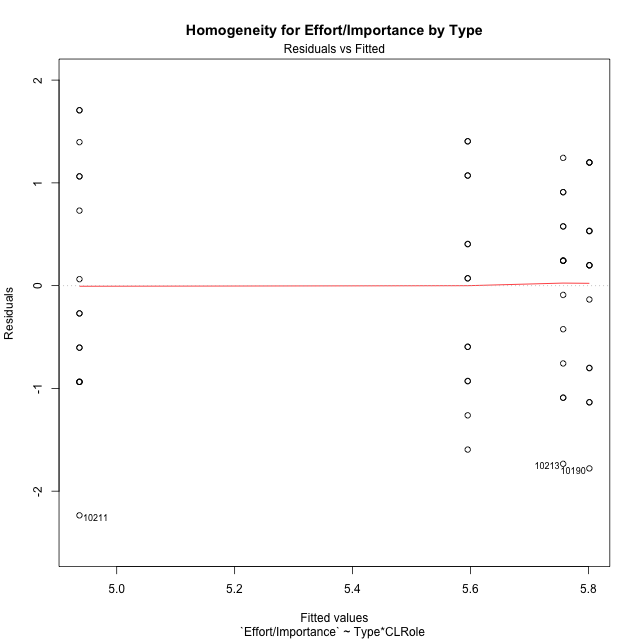 Homogeneity for Effort/Importance by Type
Residuals vs Fitted
2
1
0
-1
-2
Residuals
10213
10190
10211
5.0 5.2 5.4 5.6 5.8
Fitted values
`Effort/Importance` ~ Type*CLRole